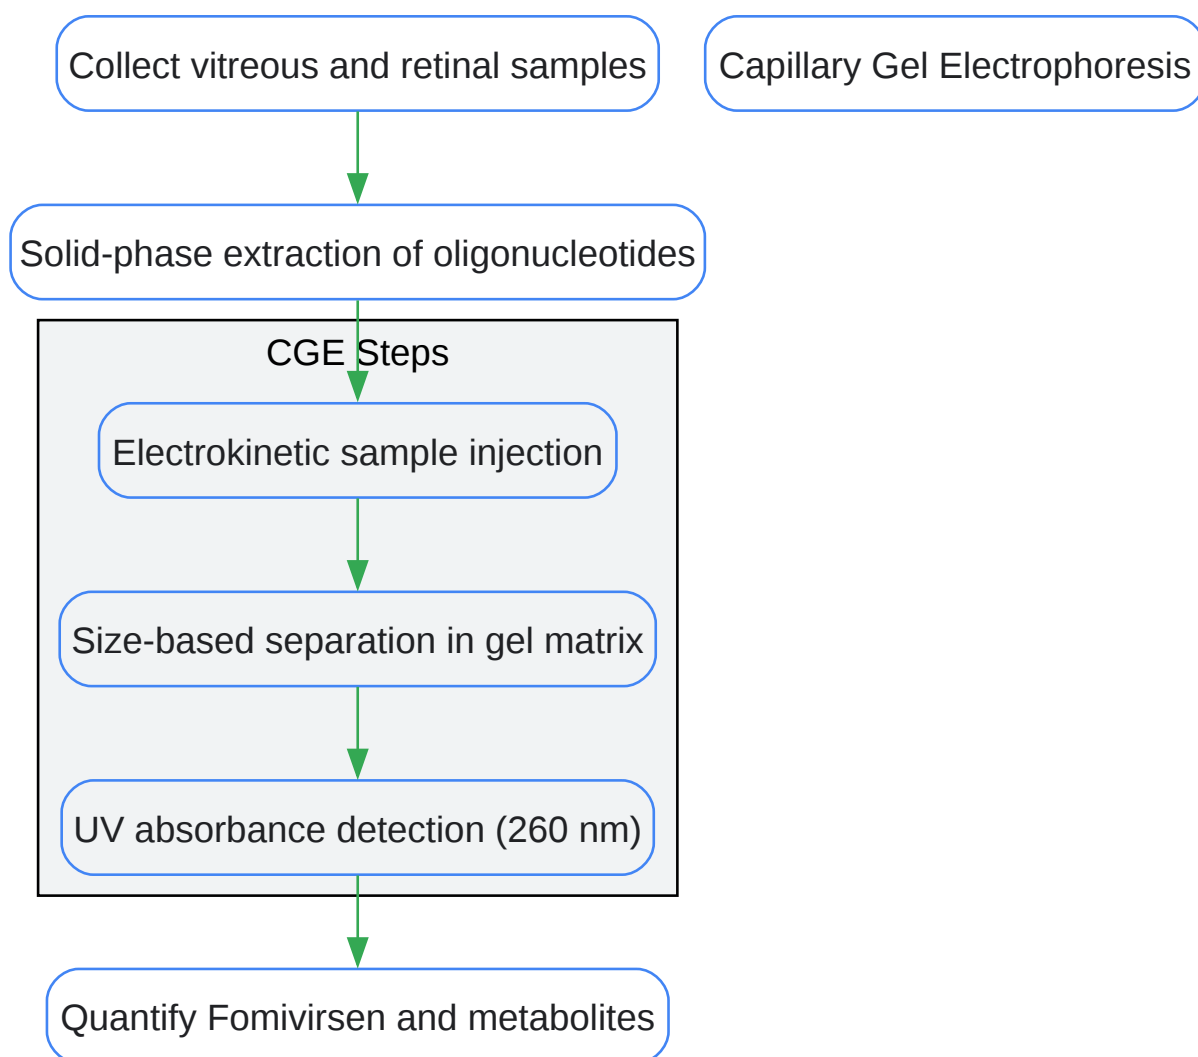 Collect vitreous and retinal samples
Capillary Gel Electrophoresis
Solid-phase extraction of oligonucleotides
CGE Steps
Electrokinetic sample injection
Size-based separation in gel matrix
UV absorbance detection (260 nm)
Quantify Fomivirsen and metabolites